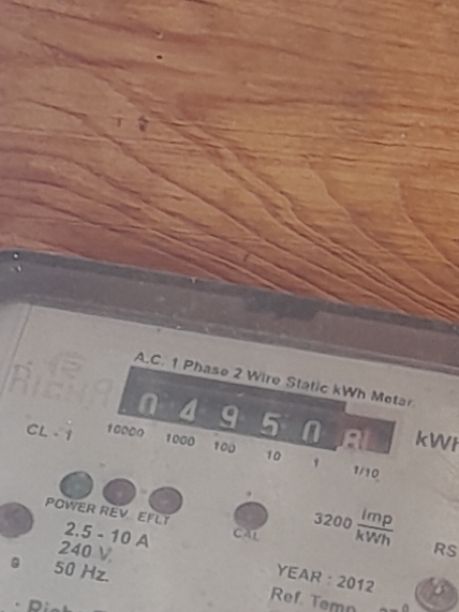 A.C. 1 Phase 2 Wire Static kWh Meter
0 4 9 5 0 8
kWh
CL - 1
10000 1000 100 10 1 1/10
POWER REV. EFLT
CAL
3200 imp
kWh
RS
2.5 - 10 A
240 V.
50 Hz.
YEAR : 2012
Ref. Temp